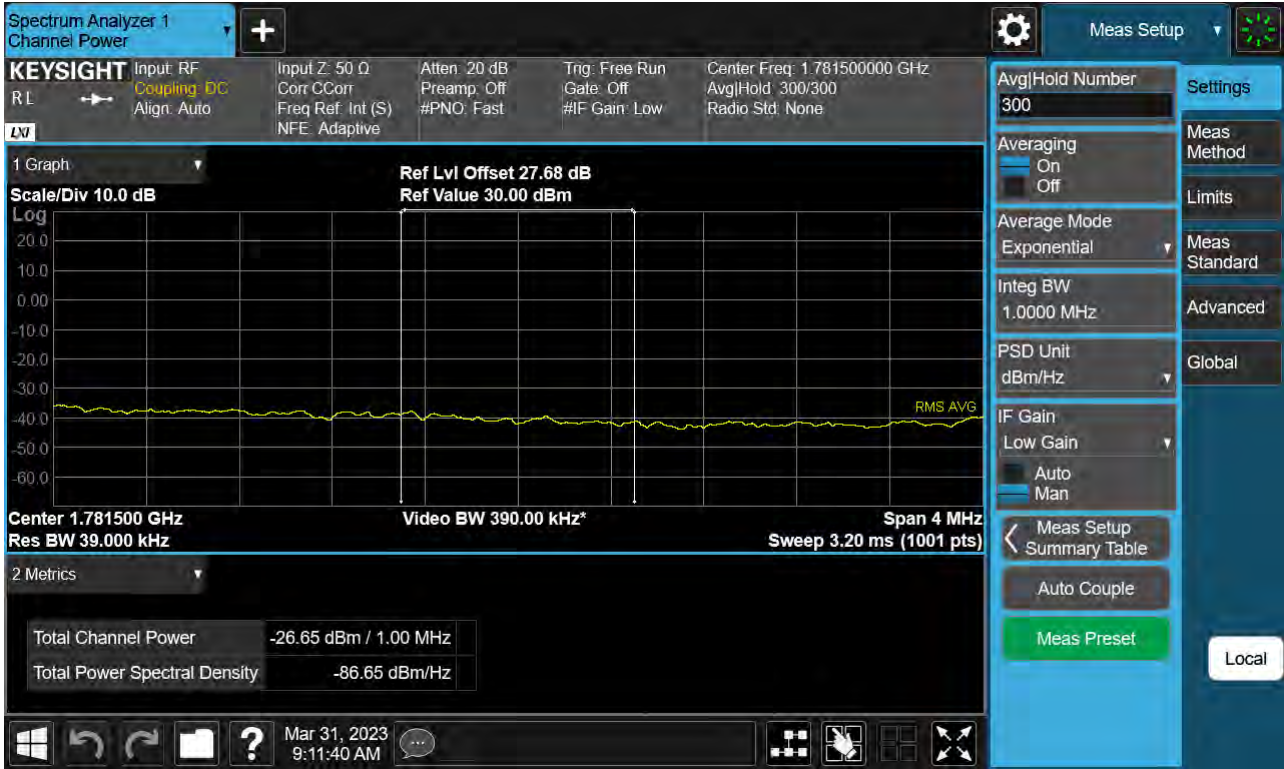 Spectrum Analyzer 1
Channel Power
+
Meas Setup
KEYSIGHT
RL
LXI
Input: RF
Coupling: DC
Align: Auto
Input Z: 50 Ω
Corr CCorr
Freq Ref: Int (S)
NFE: Adaptive
Atten: 20 dB
Preamp: Off
#PNO: Fast
Trig: Free Run
Gate: Off
#IF Gain: Low
Center Freq: 1.781500000 GHz
Avg|Hold: 300/300
Radio Std: None
1 Graph
Scale/Div 10.0 dB
Ref Lvl Offset 27.68 dB
Ref Value 30.00 dBm
Log
20.0
10.0
0.00
-10.0
-20.0
-30.0
-40.0
-50.0
-60.0
RMS AVG
Center 1.781500 GHz
Video BW 390.00 kHz*
Span 4 MHz
Res BW 39.000 kHz
Sweep 3.20 ms (1001 pts)
2 Metrics
Total Channel Power -26.65 dBm / 1.00 MHz
Total Power Spectral Density -86.65 dBm/Hz
Avg|Hold Number
300
Averaging
On
Off
Average Mode
Exponential
Integ BW
1.0000 MHz
PSD Unit
dBm/Hz
IF Gain
Low Gain
Auto
Man
Meas Setup
Summary Table
Auto Couple
Meas Preset
Settings
Meas
Method
Limits
Meas
Standard
Advanced
Global
Local
?
Mar 31, 2023
9:11:40 AM